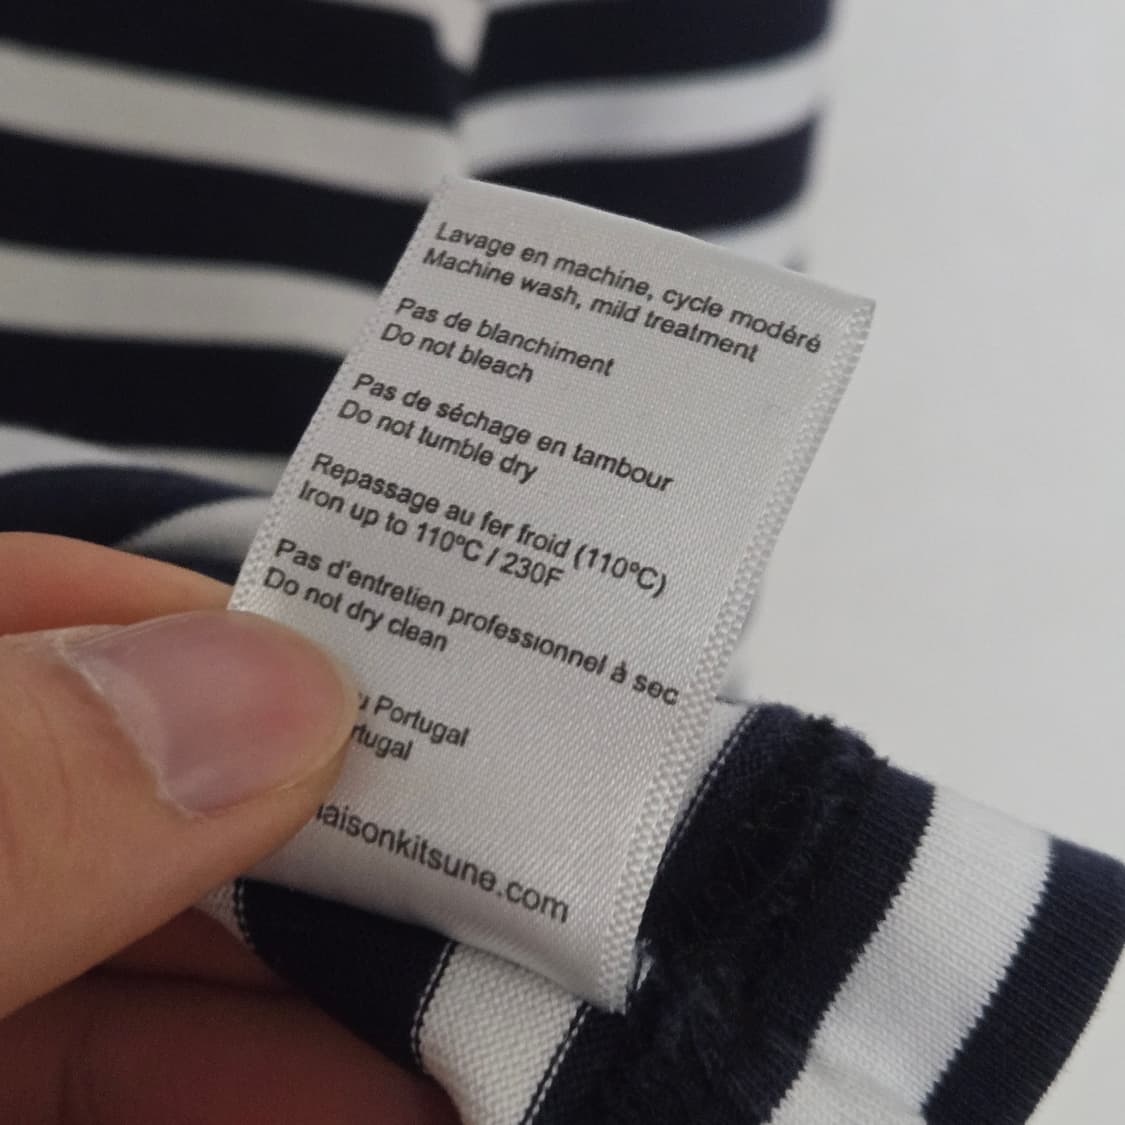 Lavage en machine, cycle modéré
Machine wash, mild treatment
Pas de blanchiment
Do not bleach
Pas de séchage en tambour
Do not tumble dry
Repassage au fer froid (110ºC)
Iron up to 110ºC / 230F
Pas d'entretien professionnel à sec
Do not dry clean
Portugal
rtugal
aisonkitsune.com